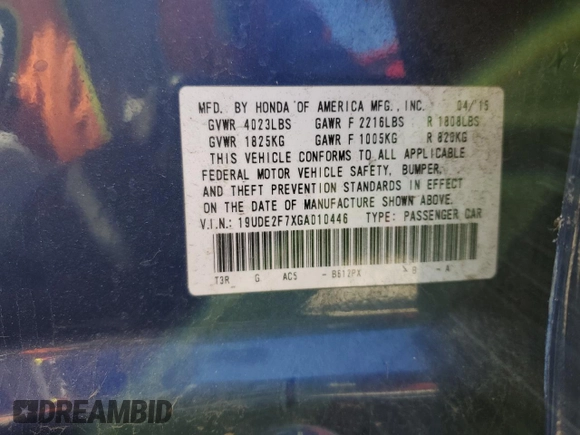 MFD. BY HONDA OF AMERICA MFG., INC. 04/15
GVWR 4023LBS GAWR F 2216LBS R 1808LBS
GVWR 1825KG GAWR F 1005KG R 820KG
THIS VEHICLE CONFORMS TO ALL APPLICABLE
FEDERAL MOTOR VEHICLE SAFETY, BUMPER,
AND THEFT PREVENTION STANDARDS IN EFFECT
ON THE DATE OF MANUFACTURE SHOWN ABOVE.
V.I.N.: 19UDE2F7XGA010446 TYPE: PASSENGER CAR
T3R G AC5 - B612PX B - A
DREAMBID